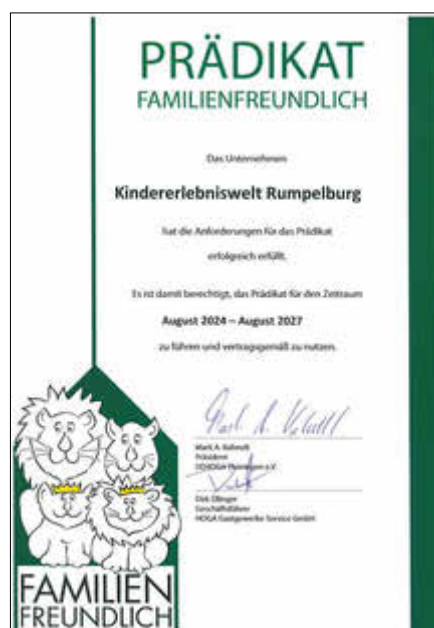 PRÄDIKAT
FAMILIENFREUNDLICH
Das Unternehmen
Kindererlebniswelt Rumpelburg
hat die Anforderungen für das Prädikat
erfolgreich erfüllt.
Es ist damit berechtigt, das Prädikat für den Zeitraum
August 2024 – August 2027
zu führen und vertragsgemäß zu nutzen.
Präsident
DEHOGA Thüringen e.V.
Dirk Ellinger
Geschäftsführer
HOGA Gastgewerbe Service GmbH
FAMILIEN
FREUNDLICH